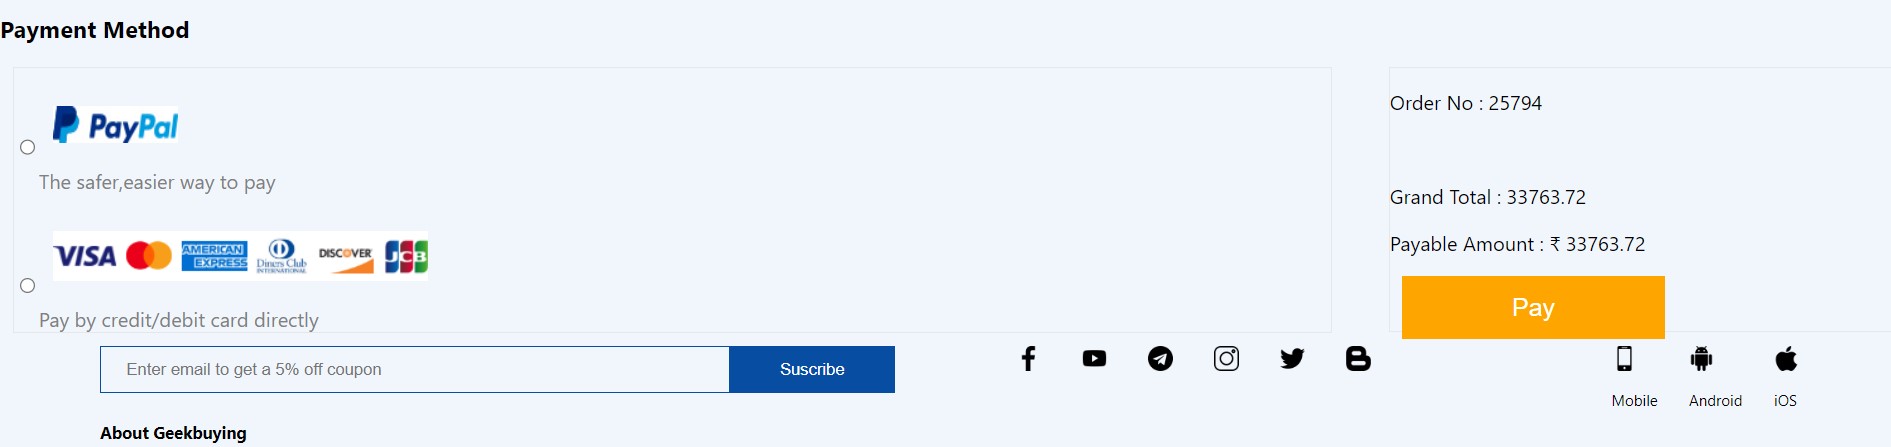 Payment Method
PayPal
The safer,easier way to pay
VISA AMERICAN EXPRESS Diners Club INTERNATIONAL DISCOVER JCB
Pay by credit/debit card directly
Order No : 25794
Grand Total : 33763.72
Payable Amount : ₹ 33763.72
Pay
Enter email to get a 5% off coupon
Suscribe
Mobile Android iOS
About Geekbuying